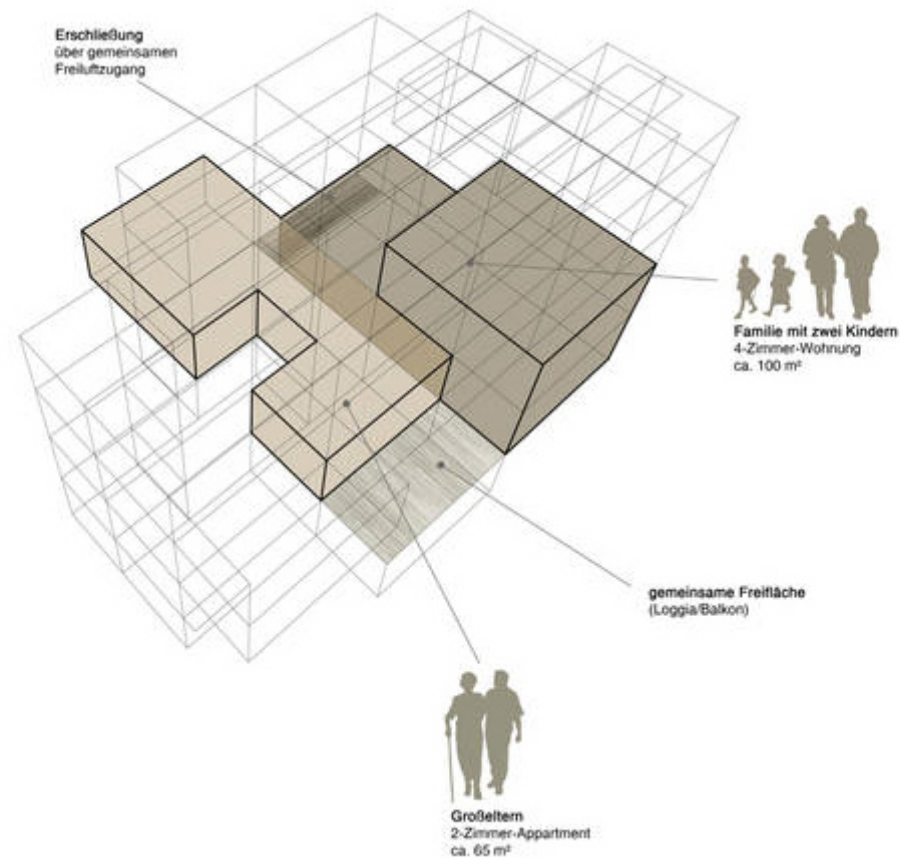 Erschließung
über gemeinsamen
Freiluftzugang
Familie mit zwei Kindern
4-Zimmer-Wohnung
ca. 100 m²
gemeinsame Freifläche
(Loggia/Balkon)
Großeltern
2-Zimmer-Appartment
ca. 65 m²